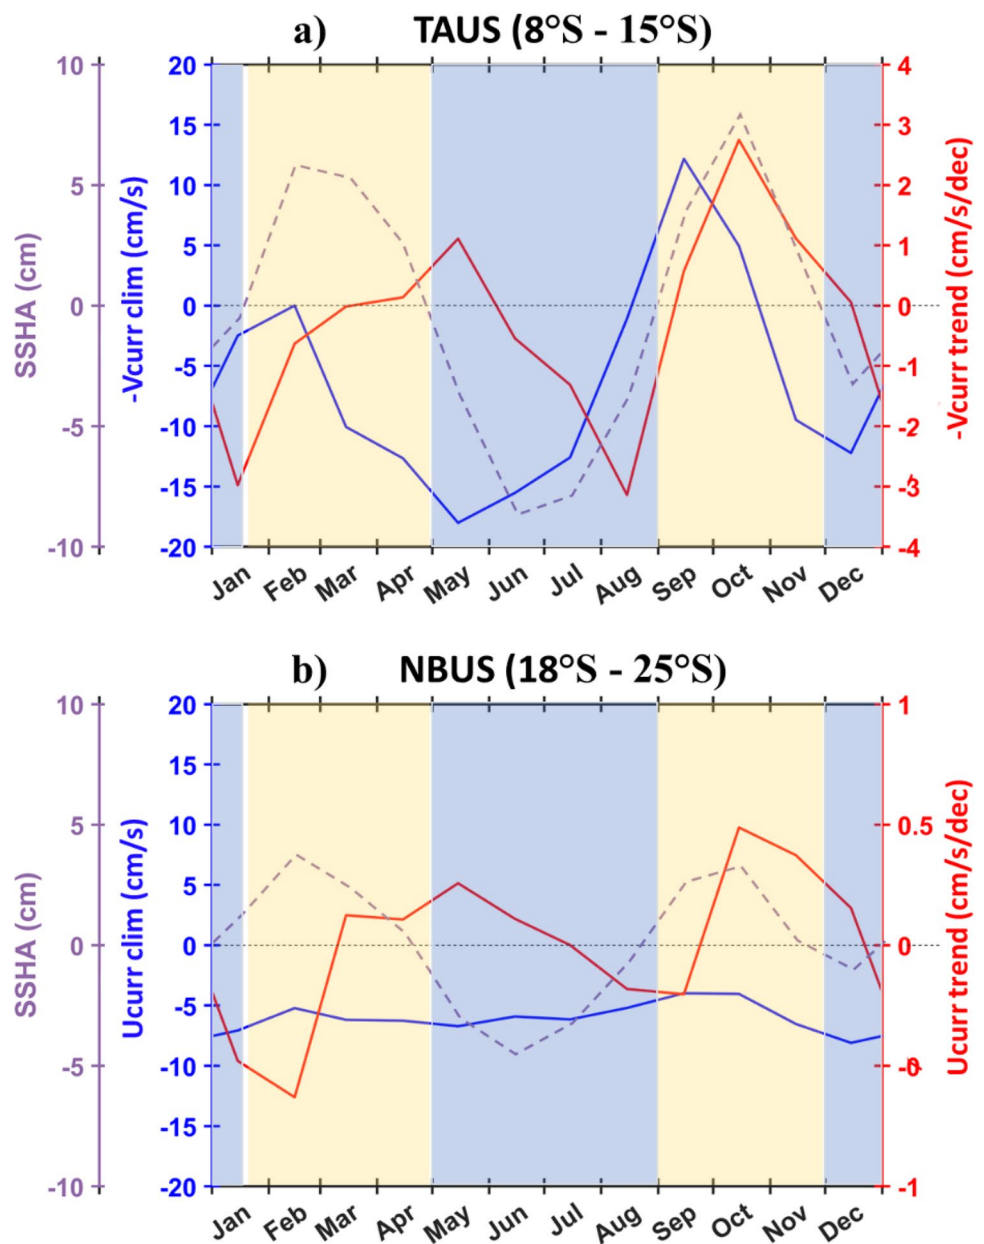 a) TAUS (8°S - 15°S)
10 20 4
15 3
5 10 2
5 1
0 0 0
-5 -1
-5 -10 -2
-15 -3
-10 -20 -4
SSHA (cm)
-Vcurr clim (cm/s)
-Vcurr trend (cm/s/dec)
Jan Feb Mar Apr May Jun Jul Aug Sep Oct Nov Dec
b) NBUS (18°S - 25°S)
10 20 1
15
5 10 0.5
5
0 0 0
-5
-5 -10
-15
-10 -20 -1
SSHA (cm)
Ucurr clim (cm/s)
Ucurr trend (cm/s/dec)
Jan Feb Mar Apr May Jun Jul Aug Sep Oct Nov Dec